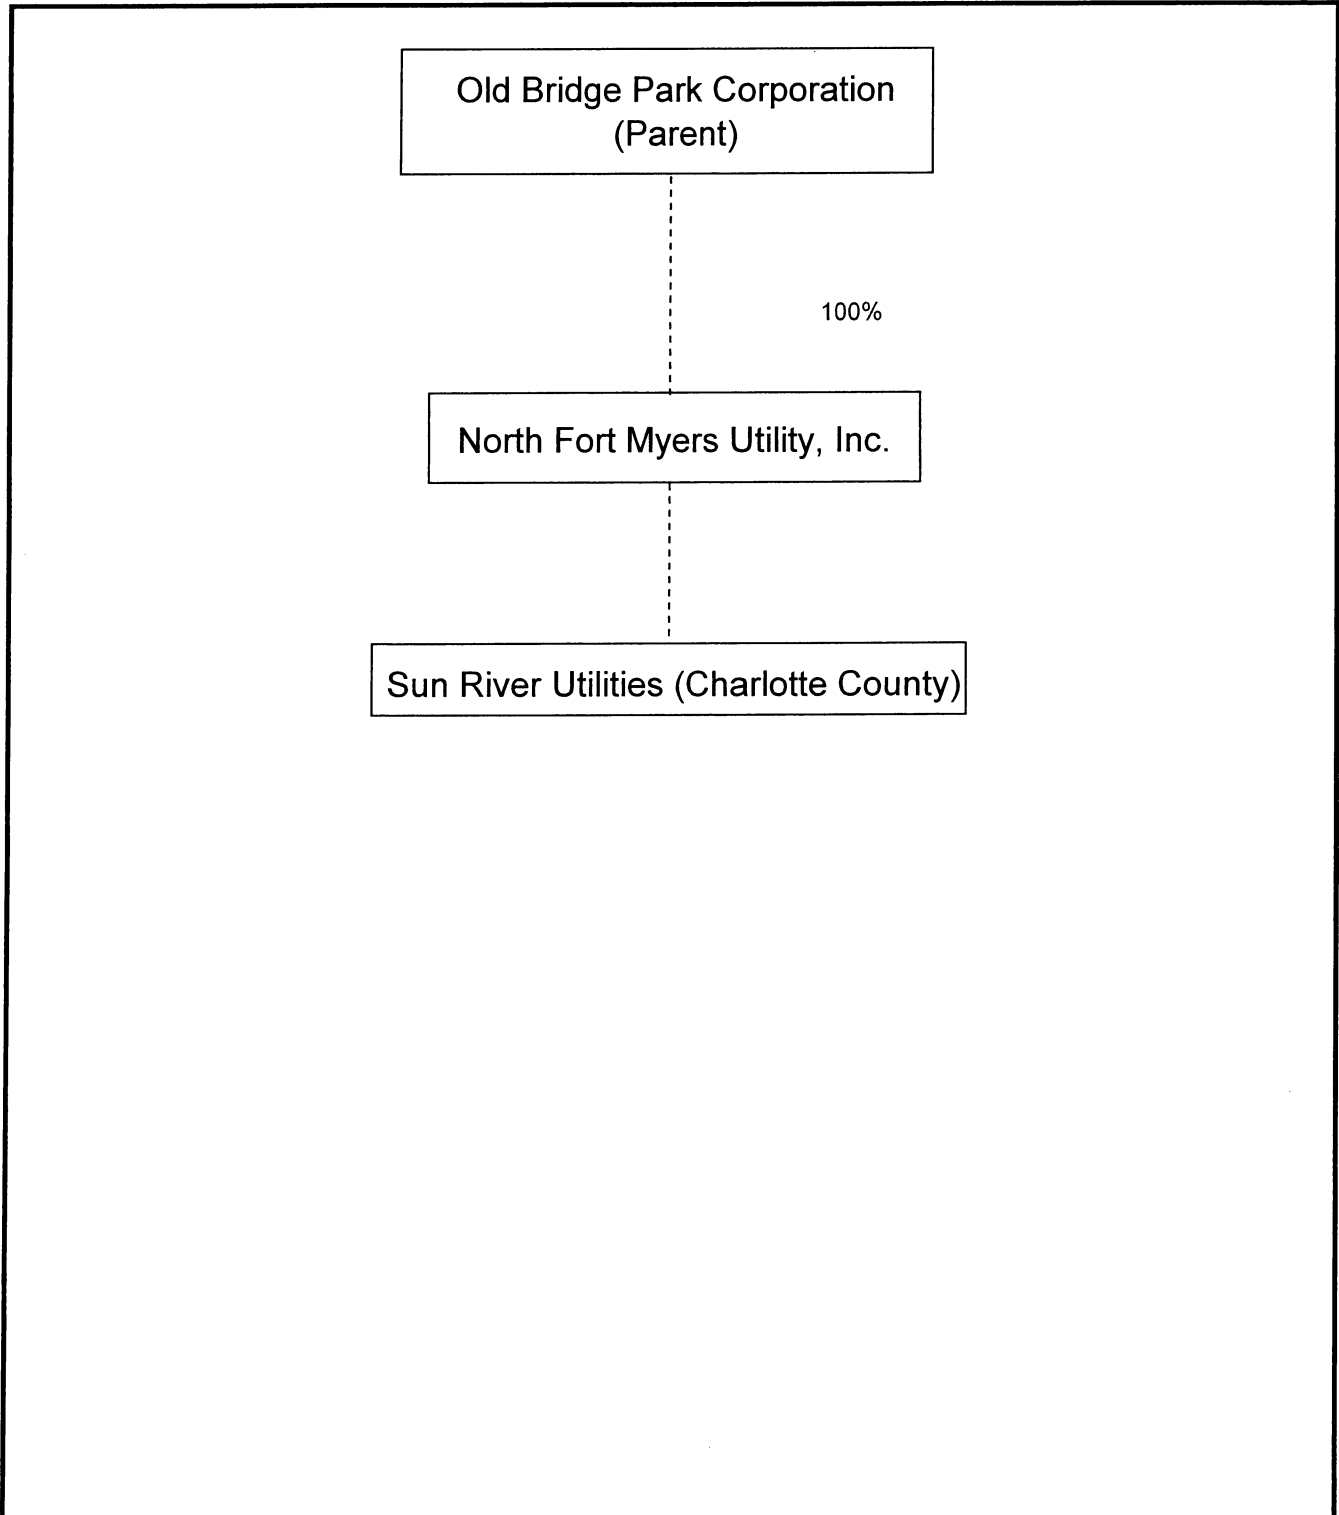 Old Bridge Park Corporation
(Parent)
100%
North Fort Myers Utility, Inc.
Sun River Utilities (Charlotte County)